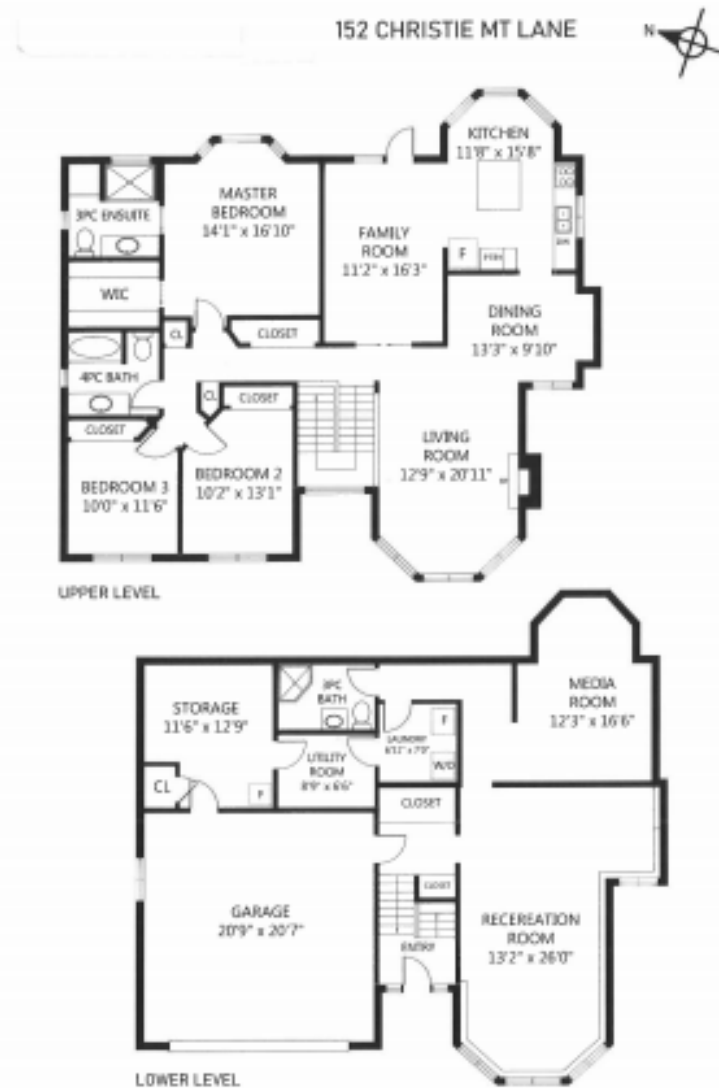 152 CHRISTIE MT LANE
N
KITCHEN
11'8" x 15'8"
3PC ENSUITE
MASTER
BEDROOM
14'1" x 16'10"
FAMILY
ROOM
11'2" x 16'3"
F
DW
WIC
DINING
ROOM
13'3" x 9'10"
CL
CLOSET
4PC BATH
CL
CLOSET
CLOSET
LIVING
ROOM
12'9" x 20'11"
BEDROOM 2
10'2" x 13'1"
BEDROOM 3
10'0" x 11'6"
UPPER LEVEL
STORAGE
11'6" x 12'9"
3PC
BATH
MEDIA
ROOM
12'3" x 16'6"
F
LAUNDRY
W/D
UTILITY
ROOM
8'9" x 6'6"
CL
F
CLOSET
CLOSET
GARAGE
20'9" x 20'7"
RECEREATION
ROOM
13'2" x 26'0"
ENTRY
LOWER LEVEL